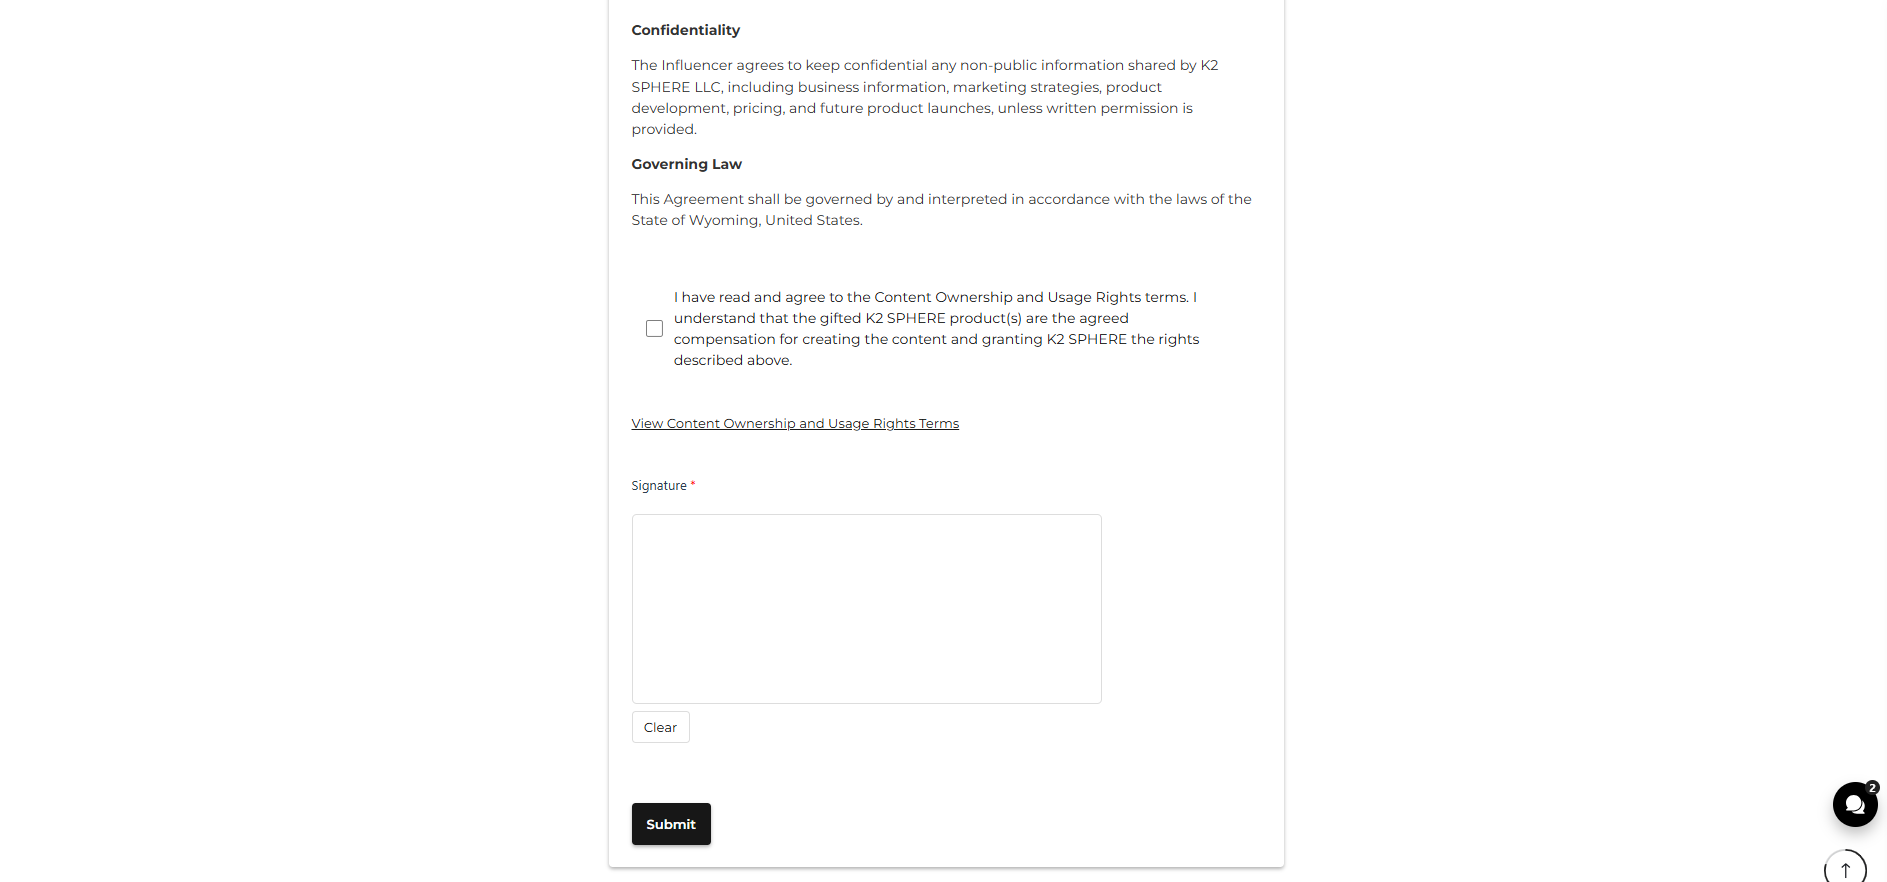 Confidentiality
The Influencer agrees to keep confidential any non-public information shared by K2
SPHERE LLC, including business information, marketing strategies, product
development, pricing, and future product launches, unless written permission is
provided.
Governing Law
This Agreement shall be governed by and interpreted in accordance with the laws of the
State of Wyoming, United States.
I have read and agree to the Content Ownership and Usage Rights terms. I
understand that the gifted K2 SPHERE product(s) are the agreed
compensation for creating the content and granting K2 SPHERE the rights
described above.
View Content Ownership and Usage Rights Terms
Signature *
Clear
Submit
2